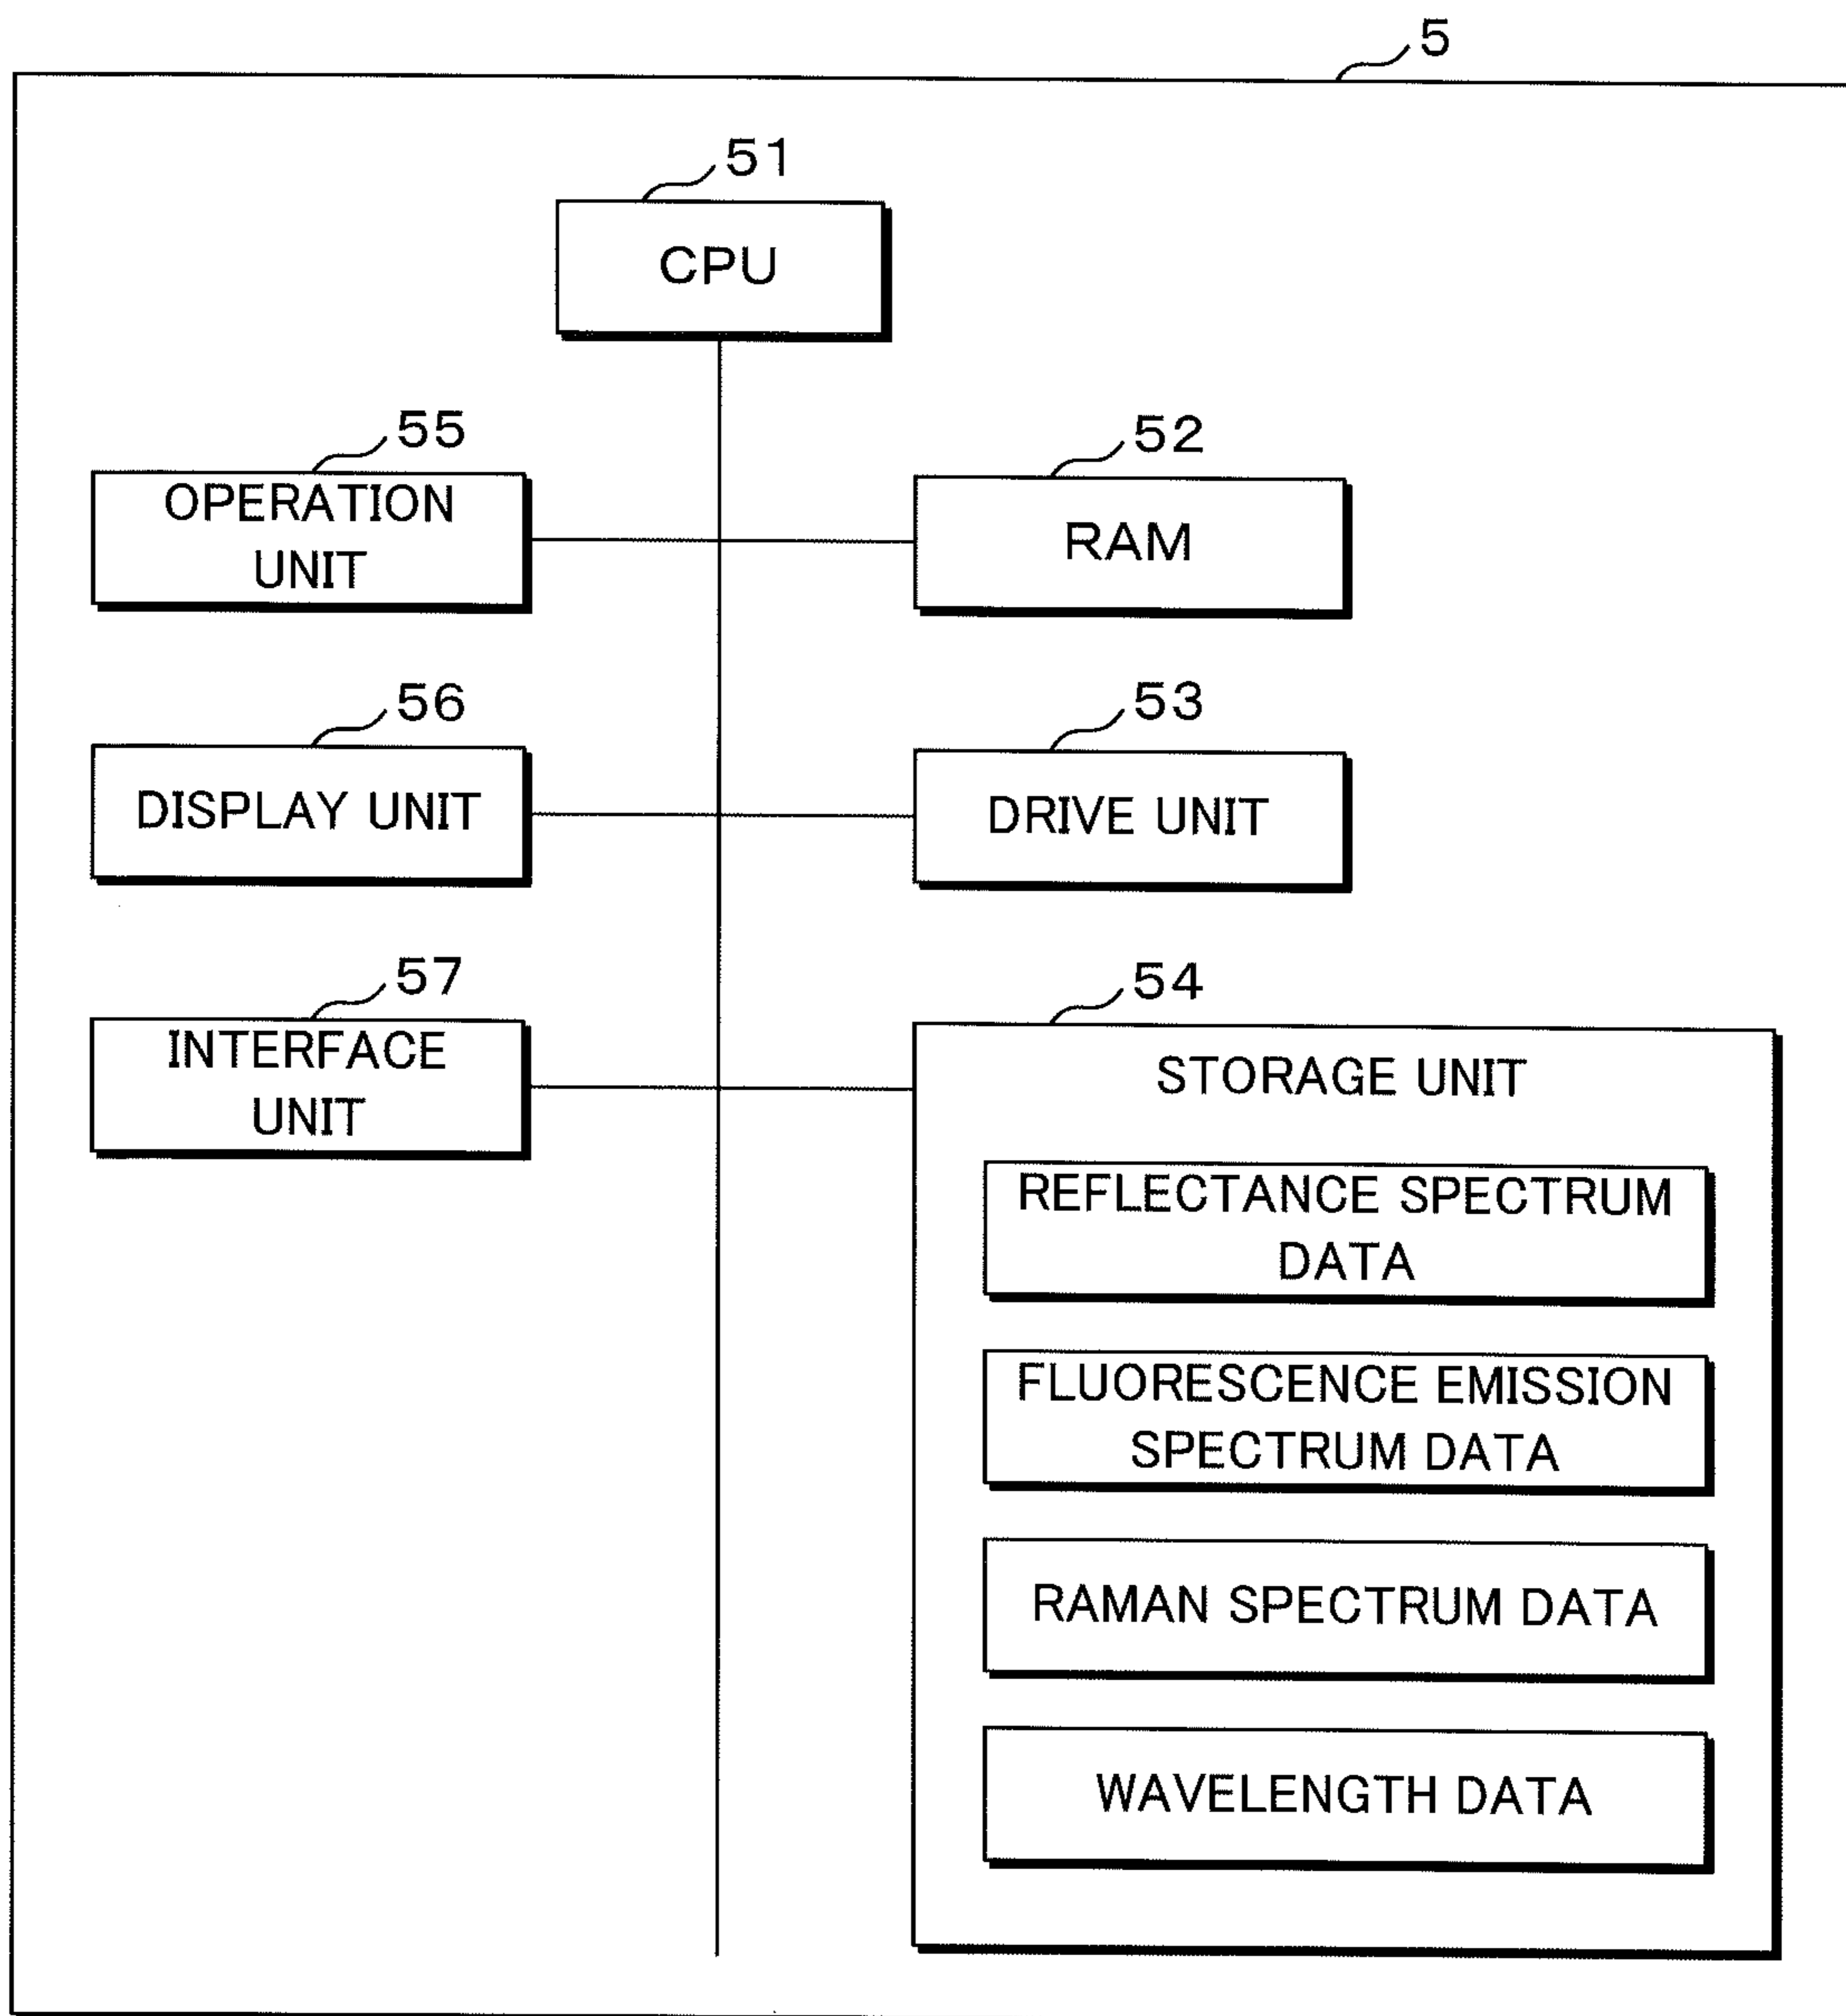 5
51
CPU
55
OPERATION
UNIT
52
RAM
56
DISPLAY UNIT
53
DRIVE UNIT
57
INTERFACE
UNIT
54
STORAGE UNIT
REFLECTANCE SPECTRUM
DATA
FLUORESCENCE EMISSION
SPECTRUM DATA
RAMAN SPECTRUM DATA
WAVELENGTH DATA